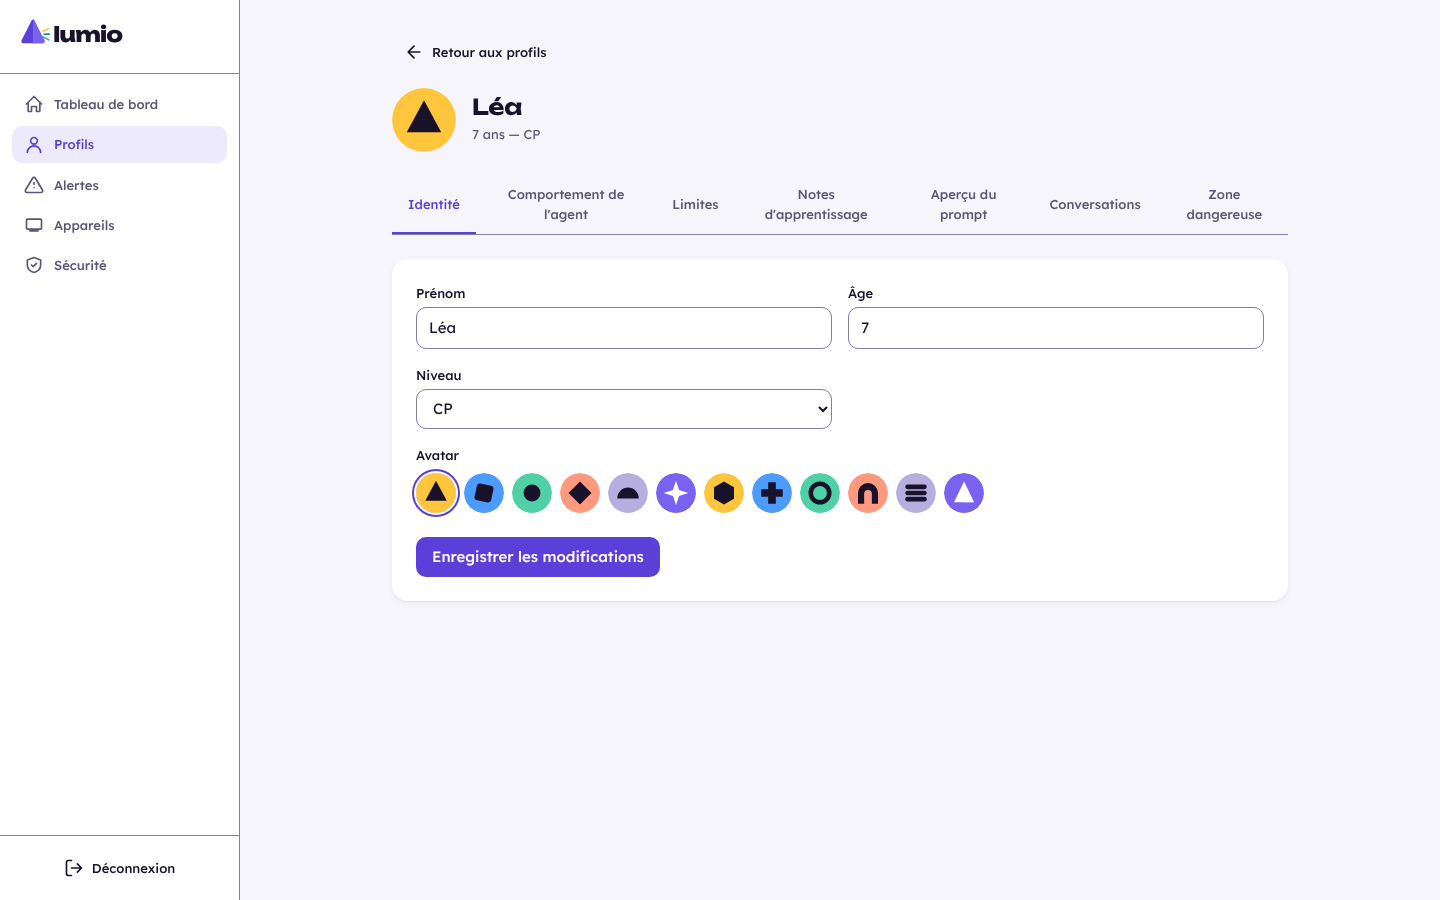 lumio
Tableau de bord
Profils
Alertes
Appareils
Sécurité
Déconnexion
Retour aux profils
Léa
7 ans — CP
Identité
Comportement de
l'agent
Limites
Notes
d'apprentissage
Aperçu du
prompt
Conversations
Zone
dangereuse
Prénom
Léa
Âge
7
Niveau
CP
Avatar
Enregistrer les modifications